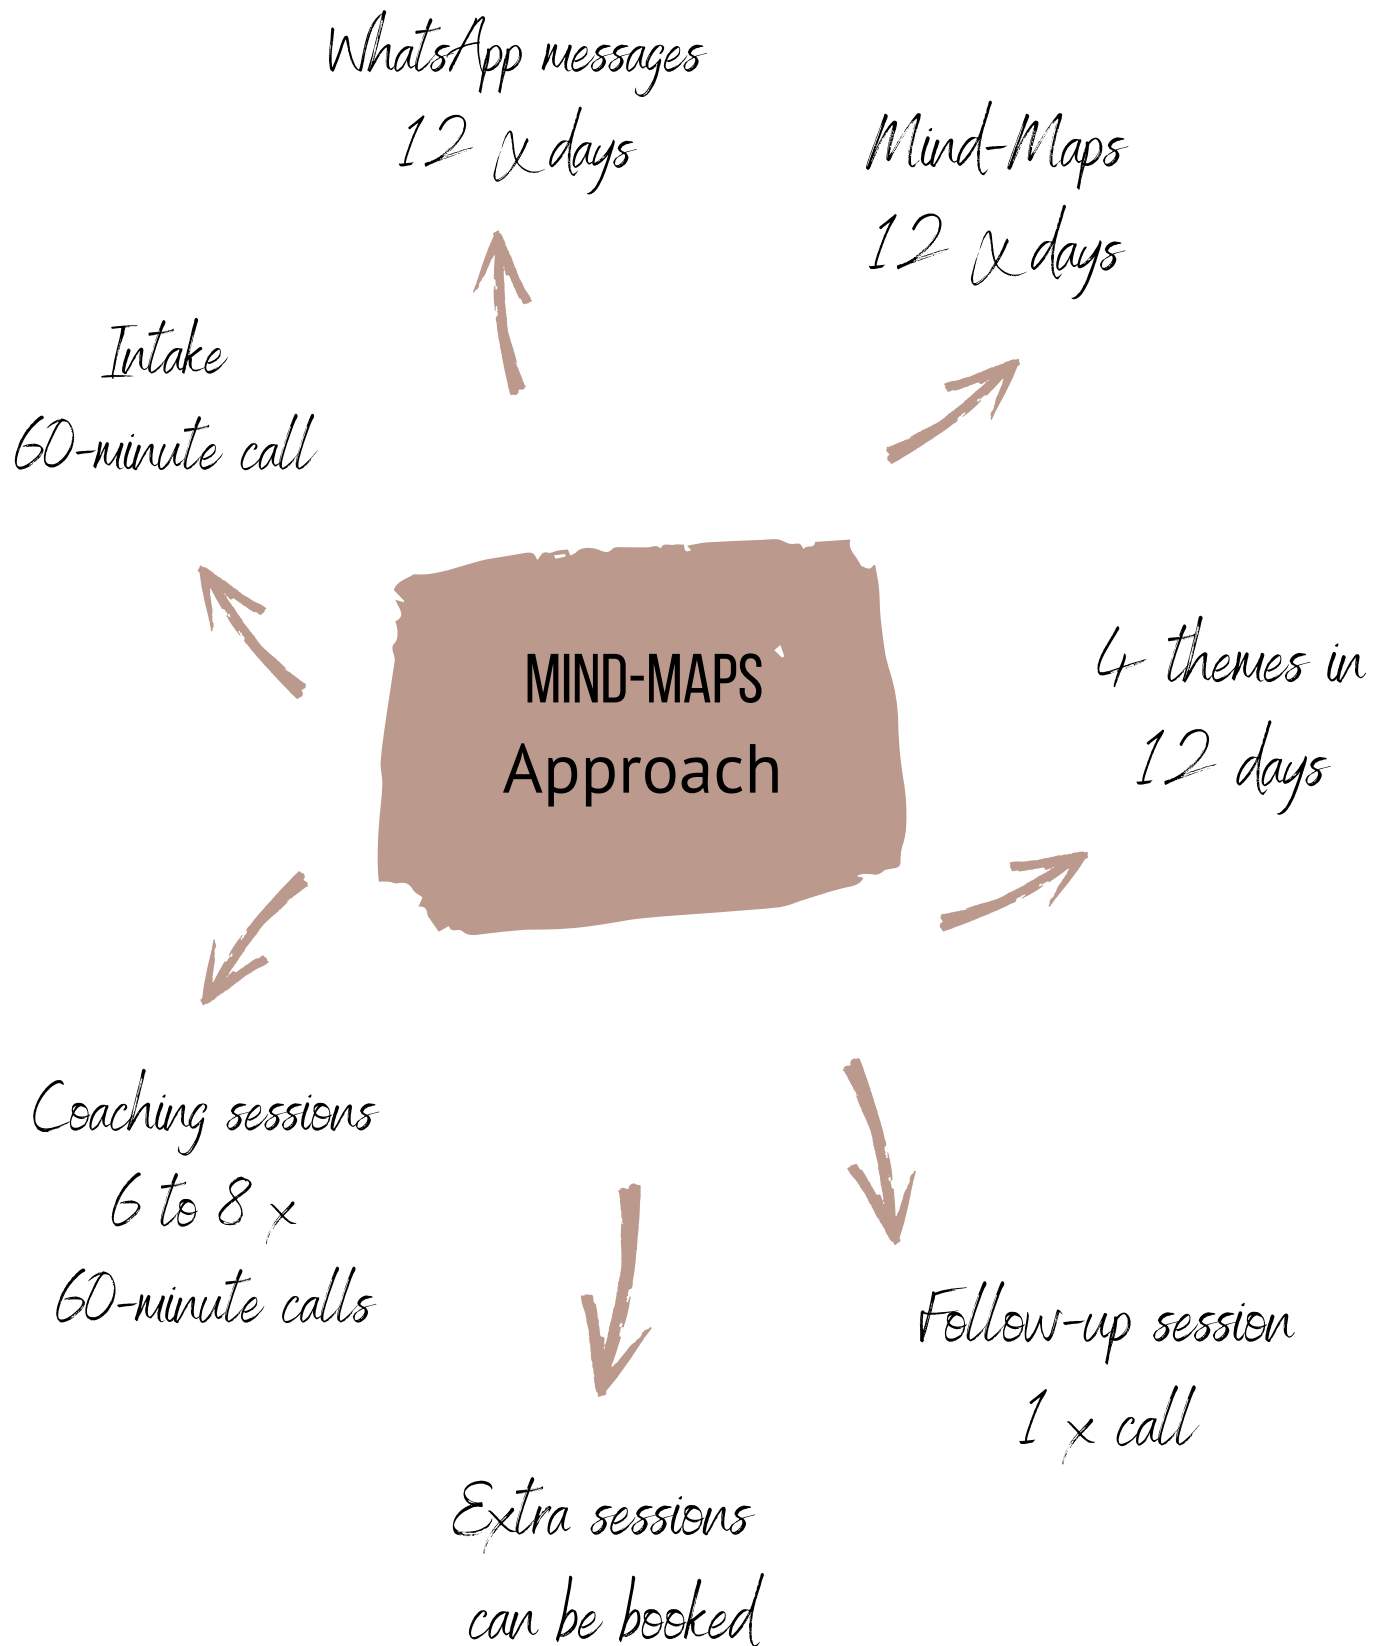 WhatsApp messages
12 x days
Mind-Maps
12 x days
Intake
60-minute call
MIND-MAPS
Approach
4 themes in
12 days
Coaching sessions
6 to 8 x
60-minute calls
Follow-up session
1 x call
Extra sessions
can be booked